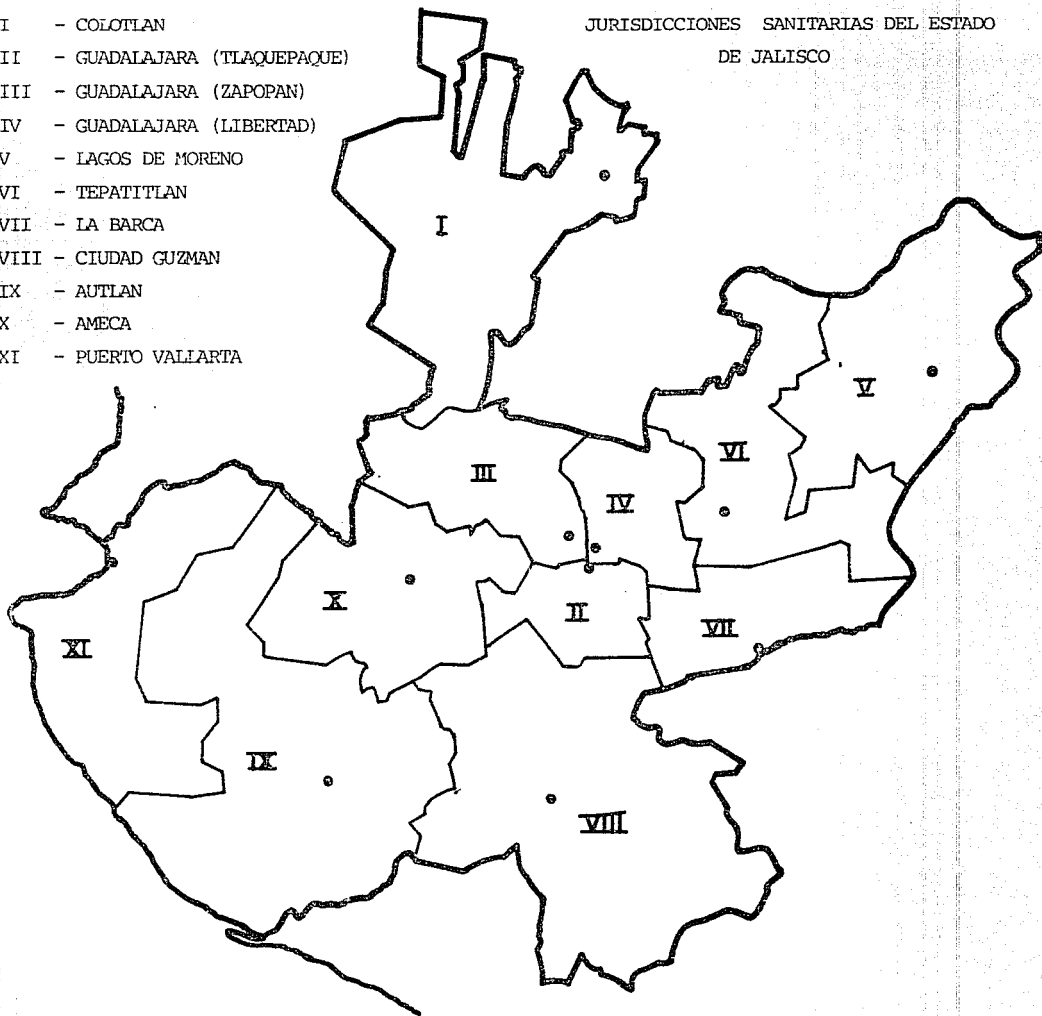 JURISDICCIONES SANITARIAS DEL ESTADO
DE JALISCO
I - COLOTLAN
II - GUADALAJARA (TLAQUEPAQUE)
III - GUADALAJARA (ZAPOPAN)
IV - GUADALAJARA (LIBERTAD)
V - LAGOS DE MORENO
VI - TEPATITLAN
VII - LA BARCA
VIII - CIUDAD GUZMAN
IX - AUTLAN
X - AMECA
XI - PUERTO VALLARTA
I
V
VI
III
IV
X
II
VII
XI
IX
VIII